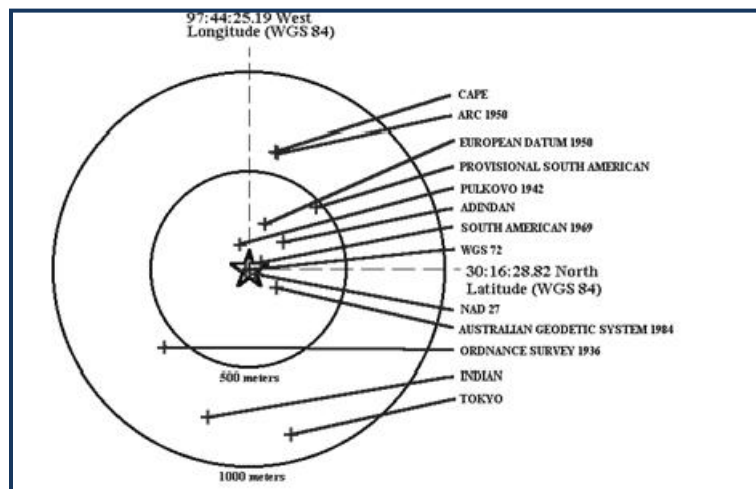 97:44:25.19 West
Longitude (WGS 84)
CAPE
ARC 1950
EUROPEAN DATUM 1950
PROVISIONAL SOUTH AMERICAN
PULKOVO 1942
ADINDAN
SOUTH AMERICAN 1969
WGS 72
30:16:28.82 North
Latitude (WGS 84)
NAD 27
AUSTRALIAN GEODETIC SYSTEM 1984
ORDNANCE SURVEY 1936
500 meters
INDIAN
TOKYO
1000 meters